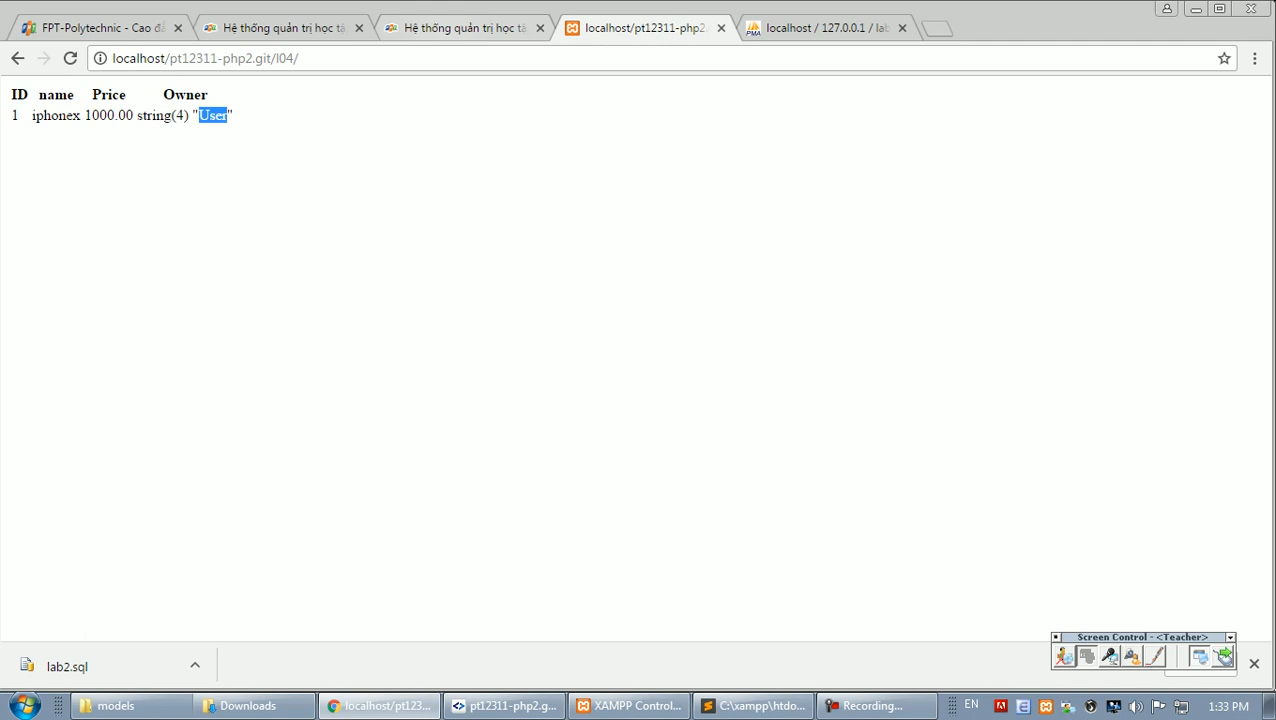 FPT-Polytechnic - Cao đẳ
Hệ thống quản trị học tậ
Hệ thống quản trị học tậ
localhost/pt12311-php2.
localhost / 127.0.0.1 / lab
localhost/pt12311-php2.git/l04/
ID name Price Owner
1 iphonex 1000.00 string(4) "User"
Screen Control - <Teacher>
lab2.sql
models
Downloads
localhost/pt123...
pt12311-php2.g...
XAMPP Control...
C:\xampp\htdo...
Recording...
EN
1:33 PM